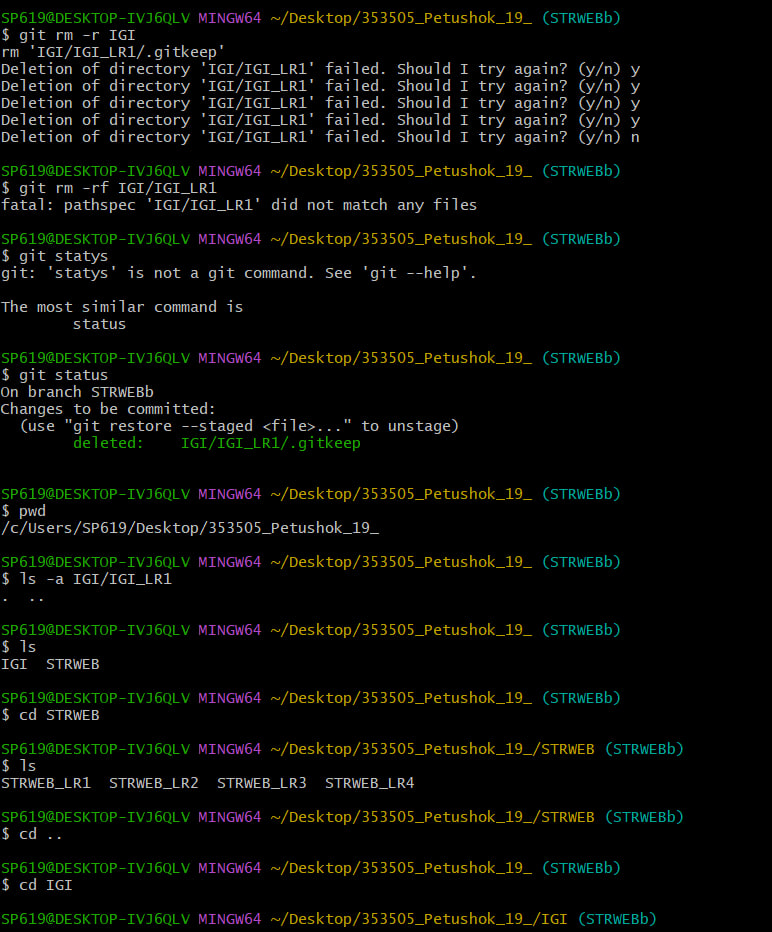 SP619@DESKTOP-IVJ6QLV MINGW64 ~/Desktop/353505_Petushok_19_ (STRWEBb)
$ git rm -r IGI
rm 'IGI/IGI_LR1/.gitkeep'
Deletion of directory 'IGI/IGI_LR1' failed. Should I try again? (y/n) y
Deletion of directory 'IGI/IGI_LR1' failed. Should I try again? (y/n) y
Deletion of directory 'IGI/IGI_LR1' failed. Should I try again? (y/n) y
Deletion of directory 'IGI/IGI_LR1' failed. Should I try again? (y/n) y
Deletion of directory 'IGI/IGI_LR1' failed. Should I try again? (y/n) n
SP619@DESKTOP-IVJ6QLV MINGW64 ~/Desktop/353505_Petushok_19_ (STRWEBb)
$ git rm -rf IGI/IGI_LR1
fatal: pathspec 'IGI/IGI_LR1' did not match any files
SP619@DESKTOP-IVJ6QLV MINGW64 ~/Desktop/353505_Petushok_19_ (STRWEBb)
$ git statys
git: 'statys' is not a git command. See 'git --help'.
The most similar command is
status
SP619@DESKTOP-IVJ6QLV MINGW64 ~/Desktop/353505_Petushok_19_ (STRWEBb)
$ git status
On branch STRWEBb
Changes to be committed:
(use "git restore --staged <file>..." to unstage)
deleted:    IGI/IGI_LR1/.gitkeep
SP619@DESKTOP-IVJ6QLV MINGW64 ~/Desktop/353505_Petushok_19_ (STRWEBb)
$ pwd
/c/Users/SP619/Desktop/353505_Petushok_19_
SP619@DESKTOP-IVJ6QLV MINGW64 ~/Desktop/353505_Petushok_19_ (STRWEBb)
$ ls -a IGI/IGI_LR1
.  ..
SP619@DESKTOP-IVJ6QLV MINGW64 ~/Desktop/353505_Petushok_19_ (STRWEBb)
$ ls
IGI  STRWEB
SP619@DESKTOP-IVJ6QLV MINGW64 ~/Desktop/353505_Petushok_19_ (STRWEBb)
$ cd STRWEB
SP619@DESKTOP-IVJ6QLV MINGW64 ~/Desktop/353505_Petushok_19_/STRWEB (STRWEBb)
$ ls
STRWEB_LR1  STRWEB_LR2  STRWEB_LR3  STRWEB_LR4
SP619@DESKTOP-IVJ6QLV MINGW64 ~/Desktop/353505_Petushok_19_/STRWEB (STRWEBb)
$ cd ..
SP619@DESKTOP-IVJ6QLV MINGW64 ~/Desktop/353505_Petushok_19_ (STRWEBb)
$ cd IGI
SP619@DESKTOP-IVJ6QLV MINGW64 ~/Desktop/353505_Petushok_19_/IGI (STRWEBb)